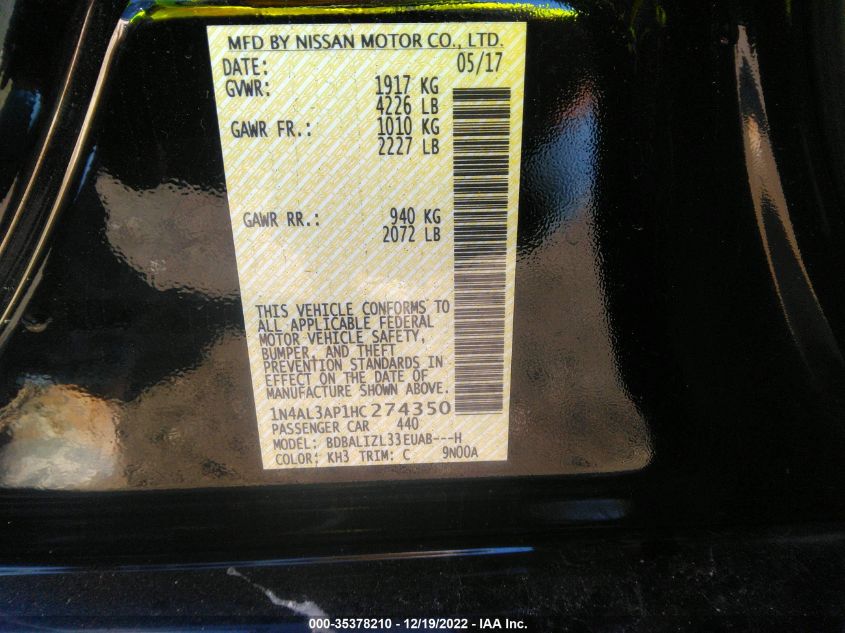 MFD BY NISSAN MOTOR CO., LTD.
DATE: 05/17
GVWR: 1917 KG
4226 LB
GAWR FR.: 1010 KG
2227 LB
GAWR RR.: 940 KG
2072 LB
THIS VEHICLE CONFORMS TO
ALL APPLICABLE FEDERAL
MOTOR VEHICLE SAFETY,
BUMPER, AND THEFT
PREVENTION STANDARDS IN
EFFECT ON THE DATE OF
MANUFACTURE SHOWN ABOVE.
1N4AL3AP1HC274350
PASSENGER CAR 440
MODEL: BDBALIZL33EUAB---H
COLOR: KH3 TRIM: C 9N00A
000-35378210 - 12/19/2022 - IAA Inc.